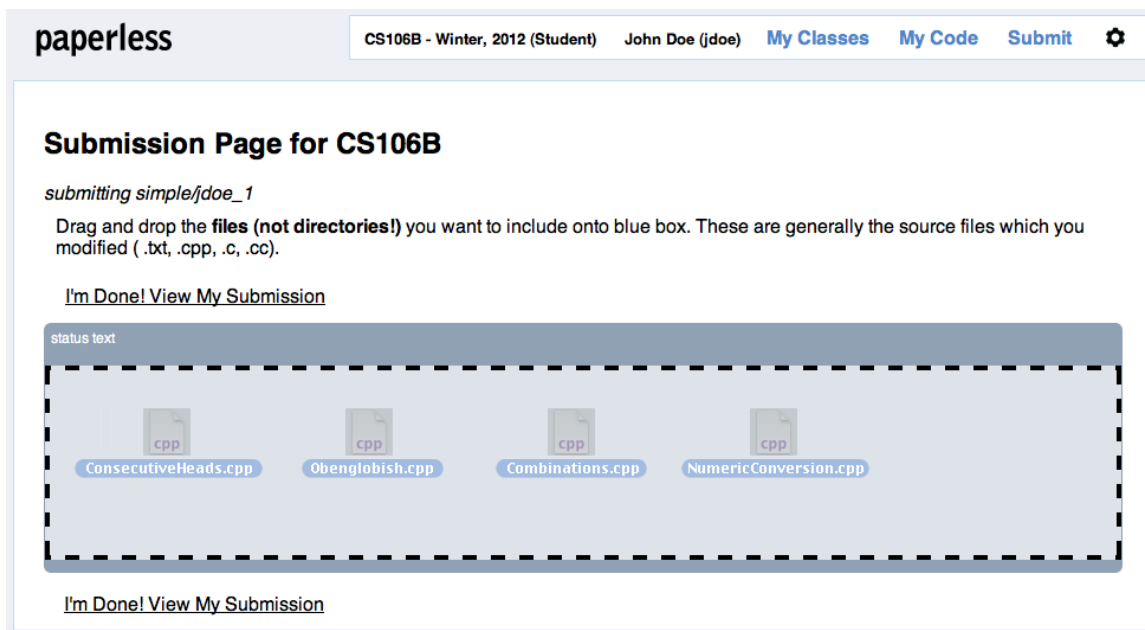 paperless
CS106B - Winter, 2012 (Student) John Doe (jdoe) My Classes My Code Submit
Submission Page for CS106B
submitting simple/jdoe_1
Drag and drop the files (not directories!) you want to include onto blue box. These are generally the source files which you
modified ( .txt, .cpp, .c, .cc).
I'm Done! View My Submission
status text
cpp cpp cpp cpp
ConsecutiveHeads.cpp Obenglobish.cpp Combinations.cpp NumericConversion.cpp
I'm Done! View My Submission